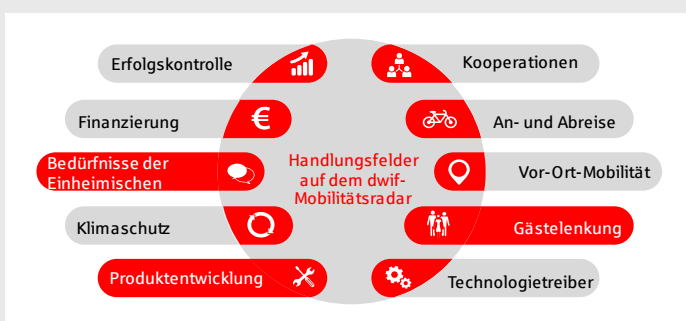 Erfolgskontrolle
Kooperationen
Finanzierung
€
An- und Abreise
Bedürfnisse der
Einheimischen
Handlungsfelder
auf dem dwif-
Mobilitätsradar
Vor-Ort-Mobilität
Klimaschutz
Gästelenkung
Produktentwicklung
Technologietreiber